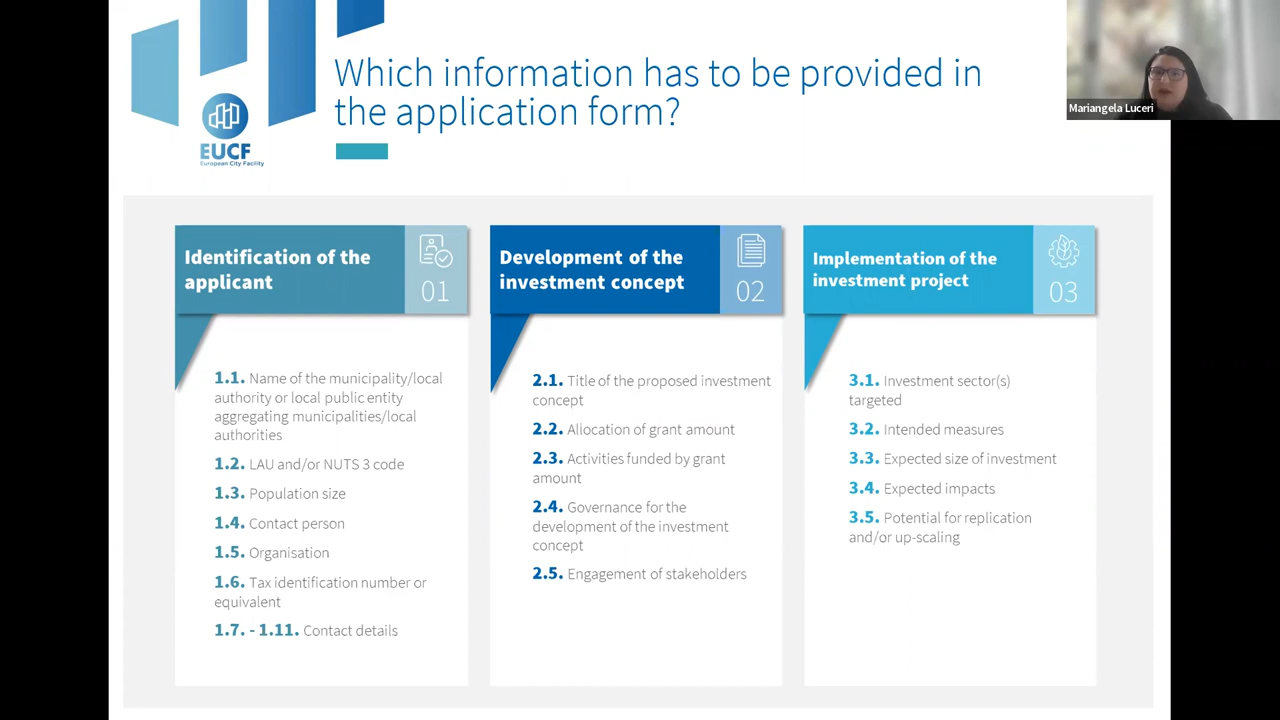 Which information has to be provided in
the application form?
Mariangela Luceri
EUCF
European City Facility
Identification of the
applicant
01
1.1. Name of the municipality/local
authority or local public entity
aggregating municipalities/local
authorities
1.2. LAU and/or NUTS 3 code
1.3. Population size
1.4. Contact person
1.5. Organisation
1.6. Tax identification number or
equivalent
1.7. - 1.11. Contact details
Development of the
investment concept
02
2.1. Title of the proposed investment
concept
2.2. Allocation of grant amount
2.3. Activities funded by grant
amount
2.4. Governance for the
development of the investment
concept
2.5. Engagement of stakeholders
Implementation of the
investment project
03
3.1. Investment sector(s)
targeted
3.2. Intended measures
3.3. Expected size of investment
3.4. Expected impacts
3.5. Potential for replication
and/or up-scaling